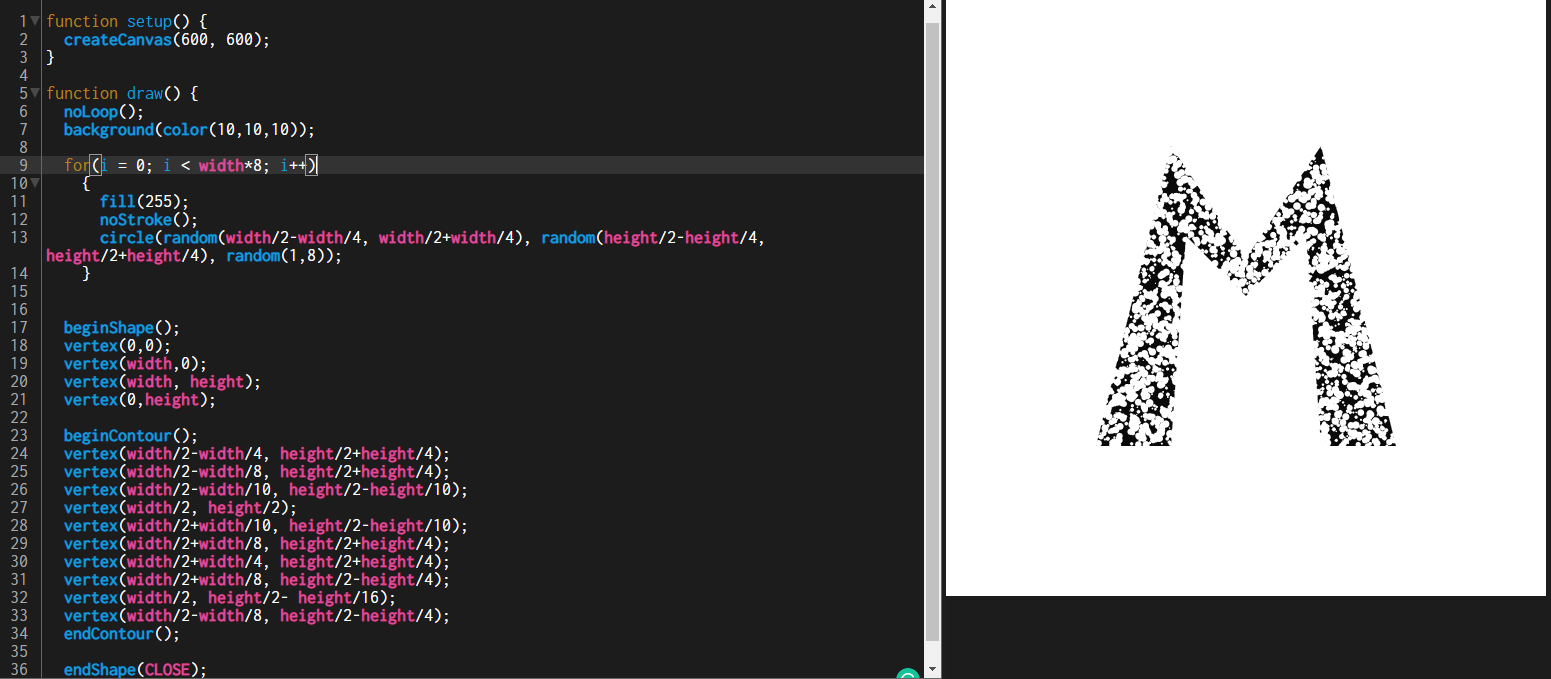 1 function setup() {
2 createCanvas(600, 600);
3 }
4
5 function draw() {
6 noLoop();
7 background(color(10,10,10));
8
9 for(i = 0; i < width*8; i++)
10 {
11 fill(255);
12 noStroke();
13 circle(random(width/2-width/4, width/2+width/4), random(height/2-height/4,
height/2+height/4), random(1,8));
14 }
15
16
17 beginShape();
18 vertex(0,0);
19 vertex(width,0);
20 vertex(width, height);
21 vertex(0,height);
22
23 beginContour();
24 vertex(width/2-width/4, height/2+height/4);
25 vertex(width/2-width/8, height/2+height/4);
26 vertex(width/2-width/10, height/2-height/10);
27 vertex(width/2, height/2);
28 vertex(width/2+width/10, height/2-height/10);
29 vertex(width/2+width/8, height/2+height/4);
30 vertex(width/2+width/4, height/2+height/4);
31 vertex(width/2+width/8, height/2-height/4);
32 vertex(width/2, height/2- height/16);
33 vertex(width/2-width/8, height/2-height/4);
34 endContour();
35
36 endShape(CLOSE);
M